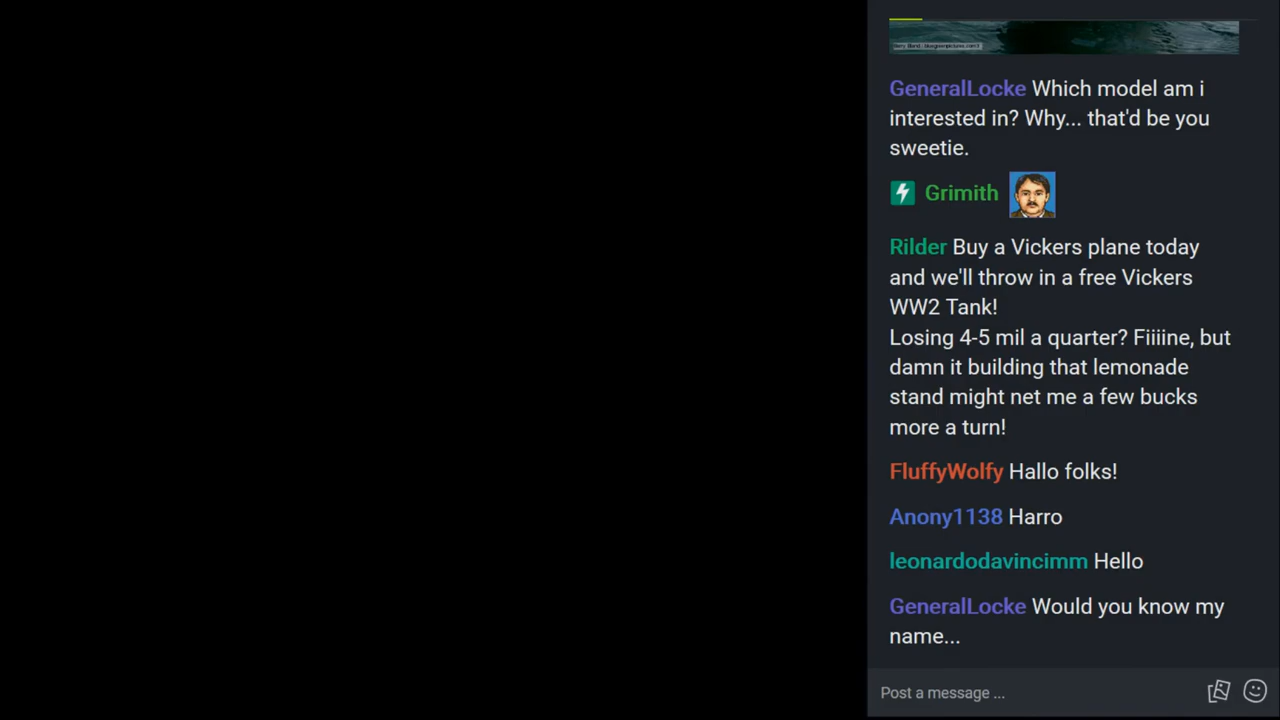 GeneralLocke Which model am i
interested in? Why... that'd be you
sweetie.
Grimith
Rilder Buy a Vickers plane today
and we'll throw in a free Vickers
WW2 Tank!
Losing 4-5 mil a quarter? Fiiiine, but
damn it building that lemonade
stand might net me a few bucks
more a turn!
FluffyWolfy Hallo folks!
Anony1138 Harro
leonardodavincimm Hello
GeneralLocke Would you know my
name...
Post a message ...